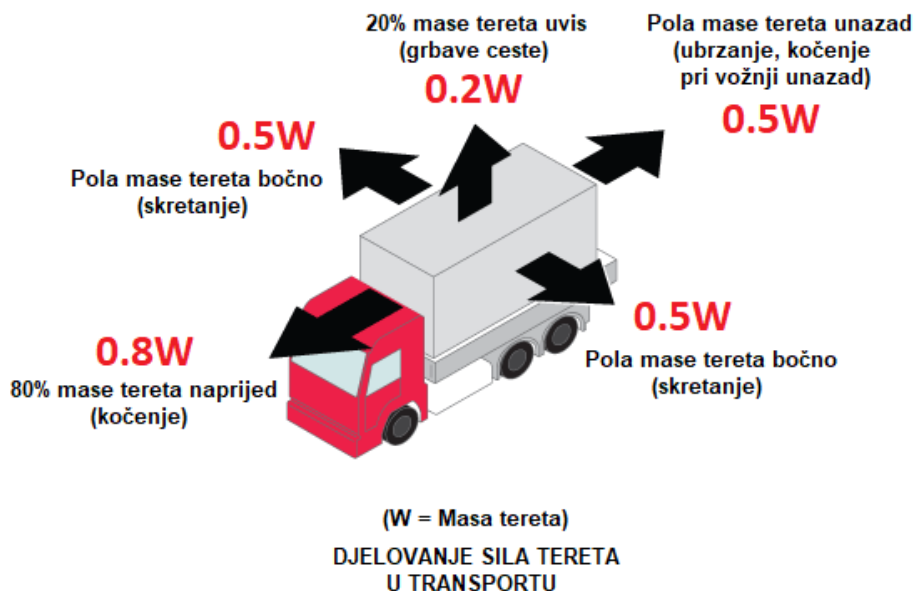 20% mase tereta uvis
(grbave ceste)
0.2W
Pola mase tereta unazad
(ubrzanje, kočenje
pri vožnji unazad)
0.5W
0.5W
Pola mase tereta bočno
(skretanje)
0.5W
Pola mase tereta bočno
(skretanje)
0.8W
80% mase tereta naprijed
(kočenje)
(W = Masa tereta)
DJELOVANJE SILA TERETA
U TRANSPORTU